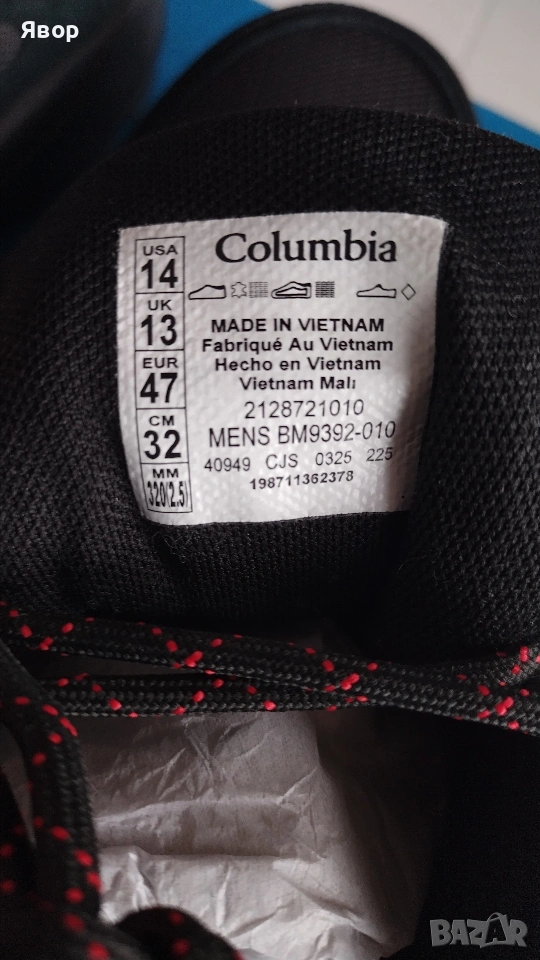 Явор
USA
14
UK
13
EUR
47
CM
32
MM
320(2,5)
Columbia
MADE IN VIETNAM
Fabriqué Au Vietnam
Hecho en Vietnam
Vietnam Malı
2128721010
MENS BM9392-010
40949 CJS 0325 225
198711362378
BAZAR